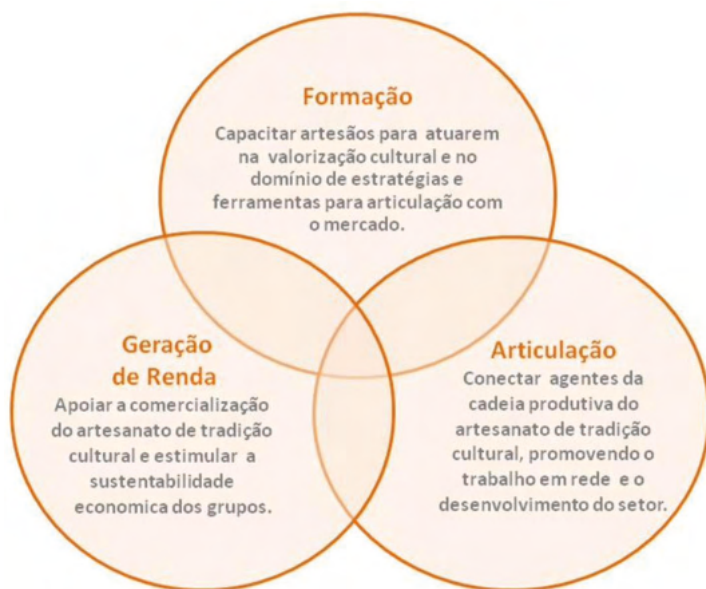 Formação
Capacitar artesãos para atuarem
na valorização cultural e no
domínio de estratégias e
ferramentas para articulação com
o mercado.
Geração
de Renda
Apoiar a comercialização
do artesanato de tradição
cultural e estimular a
sustentabilidade
economica dos grupos.
Articulação
Conectar agentes da
cadeia produtiva do
artesanato de tradição
cultural, promovendo o
trabalho em rede e o
desenvolvimento do setor.